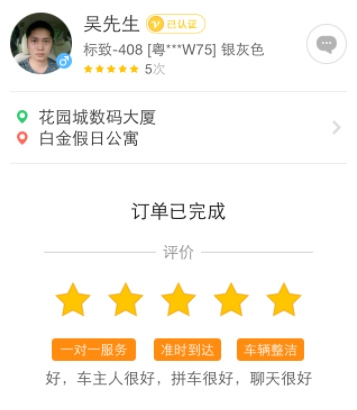 吴先生 已认证
标致-408 [粤***W75] 银灰色
5次
花园城数码大厦
白金假日公寓
订单已完成
评价
一对一服务 准时到达 车辆整洁
好，车主人很好，拼车很好，聊天很好